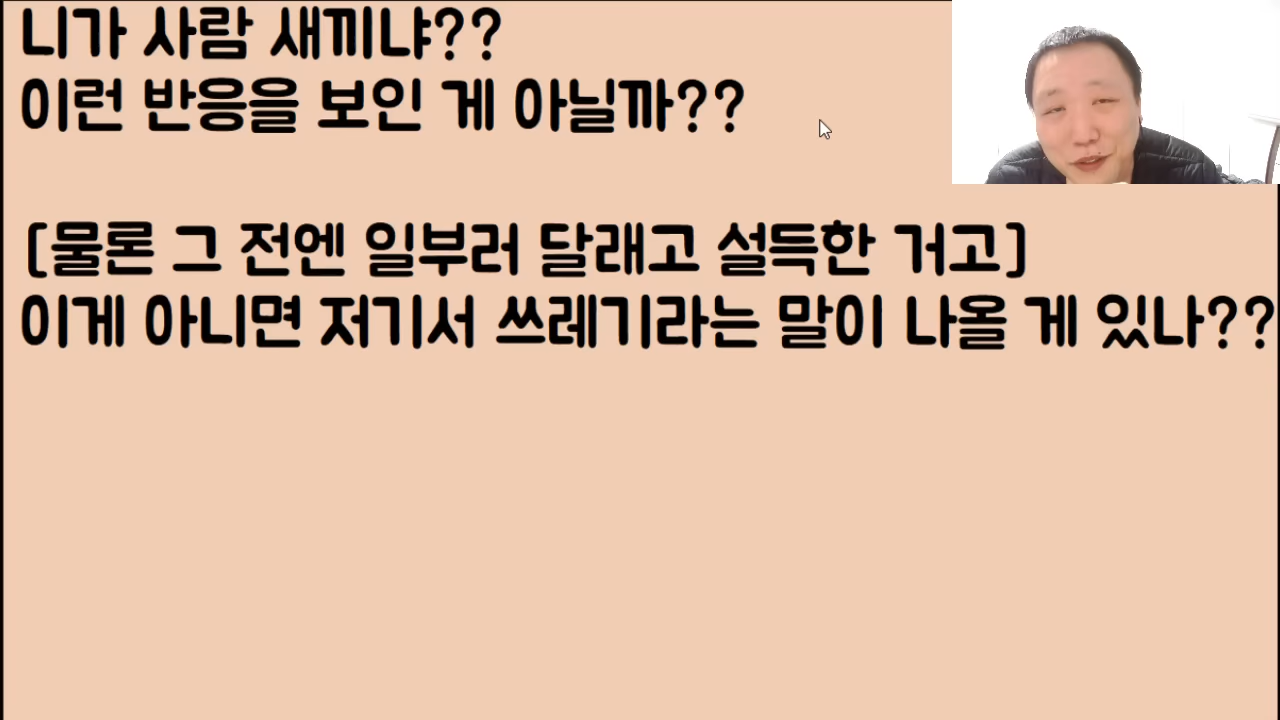 니가 사람 새끼냐??
이런 반응을 보인 게 아닐까??
[물론 그 전엔 일부러 달래고 설득한 거고]
이게 아니면 저기서 쓰레기라는 말이 나올 게 있나??